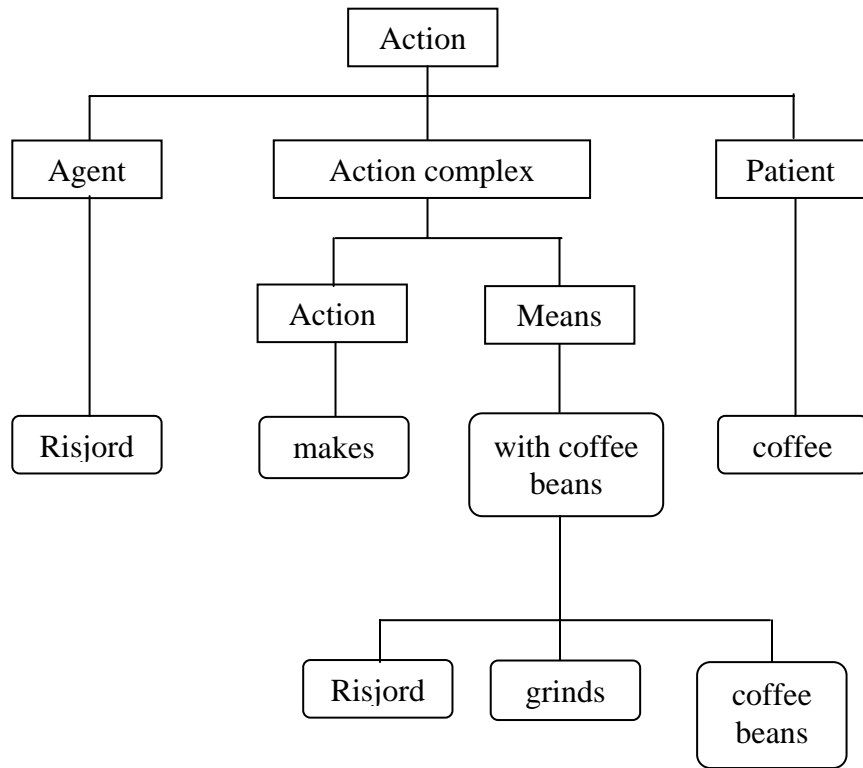 Action
Agent
Action complex
Patient
Action
Means
Risjord
makes
with coffee
beans
coffee
Risjord
grinds
coffee
beans